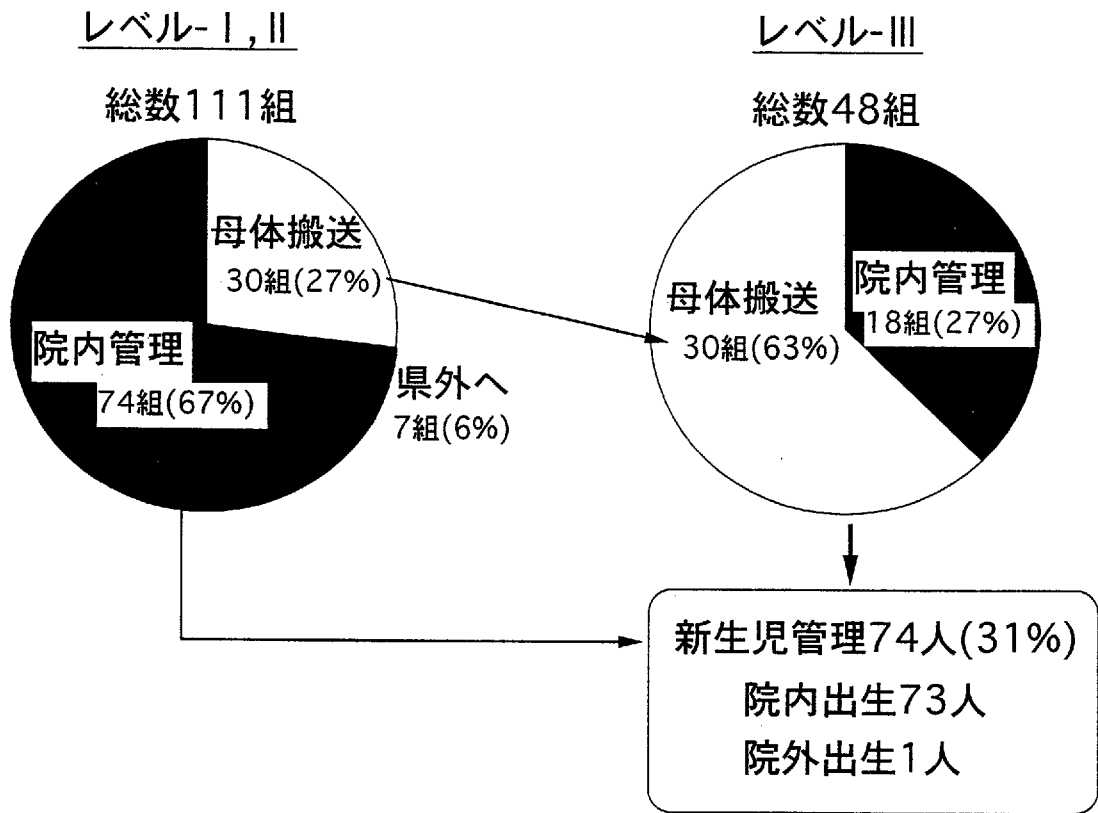 レベル-Ⅰ,Ⅱ
総数111組
母体搬送
30組(27%)
院内管理
74組(67%)
県外へ
7組(6%)
レベル-Ⅲ
総数48組
母体搬送
30組(63%)
院内管理
18組(27%)
新生児管理74人(31%)
院内出生73人
院外出生1人